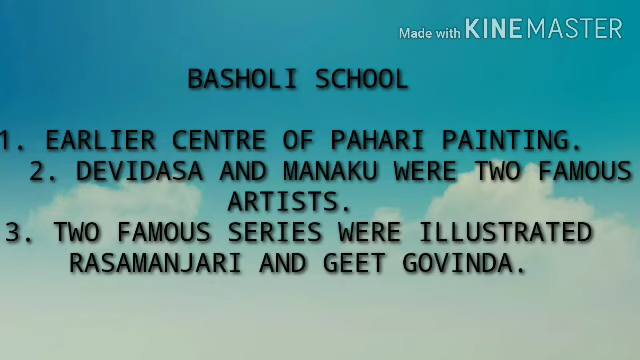 Made with KINEMASTER
BASHOLI SCHOOL
1. EARLIER CENTRE OF PAHARI PAINTING.
2. DEVIDASA AND MANAKU WERE TWO FAMOUS
ARTISTS.
3. TWO FAMOUS SERIES WERE ILLUSTRATED
RASAMANJARI AND GEET GOVINDA.